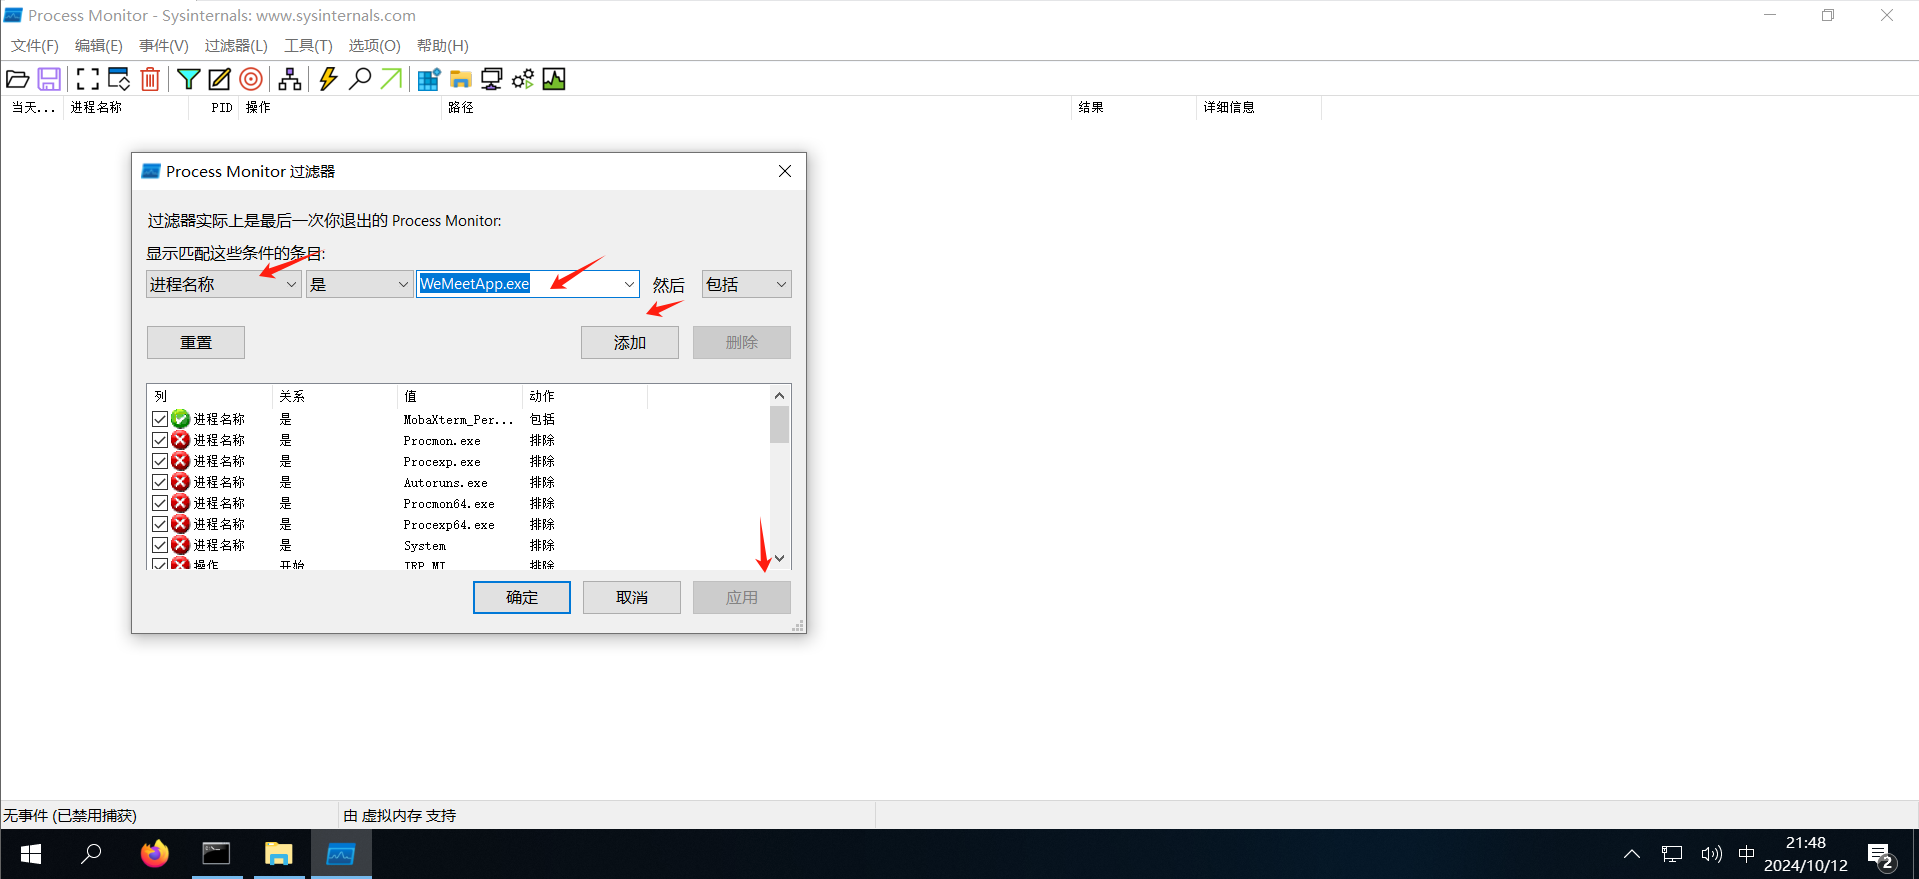 Process Monitor - Sysinternals: www.sysinternals.com
文件(F) 编辑(E) 事件(V) 过滤器(L) 工具(T) 选项(O) 帮助(H)
当天... 进程名称 PID 操作 路径 结果 详细信息
Process Monitor 过滤器
过滤器实际上是最后一次你退出的 Process Monitor:
显示匹配这些条件的条目:
进程名称 是 WeMeetApp.exe 然后 包括
重置 添加 删除
列 关系 值 动作
进程名称 是 MobaXterm_Per... 包括
进程名称 是 Procmon.exe 排除
进程名称 是 Procexp.exe 排除
进程名称 是 Autoruns.exe 排除
进程名称 是 Procmon64.exe 排除
进程名称 是 Procexp64.exe 排除
进程名称 是 System 排除
操作 开始 IRP_MJ 排除
确定 取消 应用
无事件 (已禁用捕获) 由 虚拟内存 支持
中 21:48
2024/10/12 2